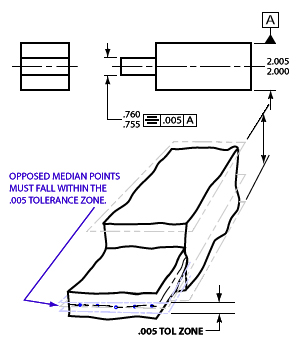 A
2.005
2.000
.760
.755
⌯ .005 A
OPPOSED MEDIAN POINTS
MUST FALL WITHIN THE
.005 TOLERANCE ZONE.
.005 TOL ZONE